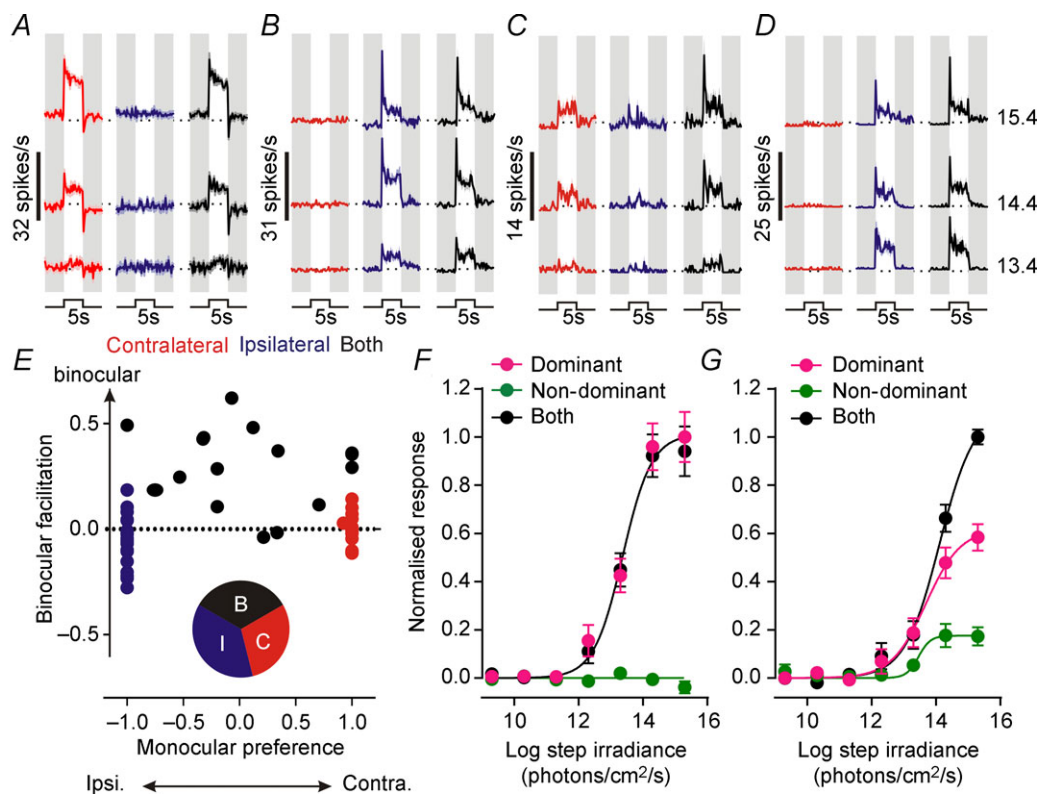 A B C D
32 spikes/s
31 spikes/s
14 spikes/s
25 spikes/s
15.4
14.4
13.4
5s 5s 5s 5s 5s 5s 5s 5s 5s 5s 5s 5s
Contralateral Ipsilateral Both
E
binocular
Binocular facilitation
0.5
0.0
−0.5
B
I
C
−1.0 −0.5 0.0 0.5 1.0
Monocular preference
Ipsi. Contra.
F
Dominant
Non-dominant
Both
Normalised response
1.2
1.0
0.8
0.6
0.4
0.2
0.0
10 12 14 16
Log step irradiance
(photons/cm²/s)
G
Dominant
Non-dominant
Both
1.2
1.0
0.8
0.6
0.4
0.2
0.0
10 12 14 16
Log step irradiance
(photons/cm²/s)